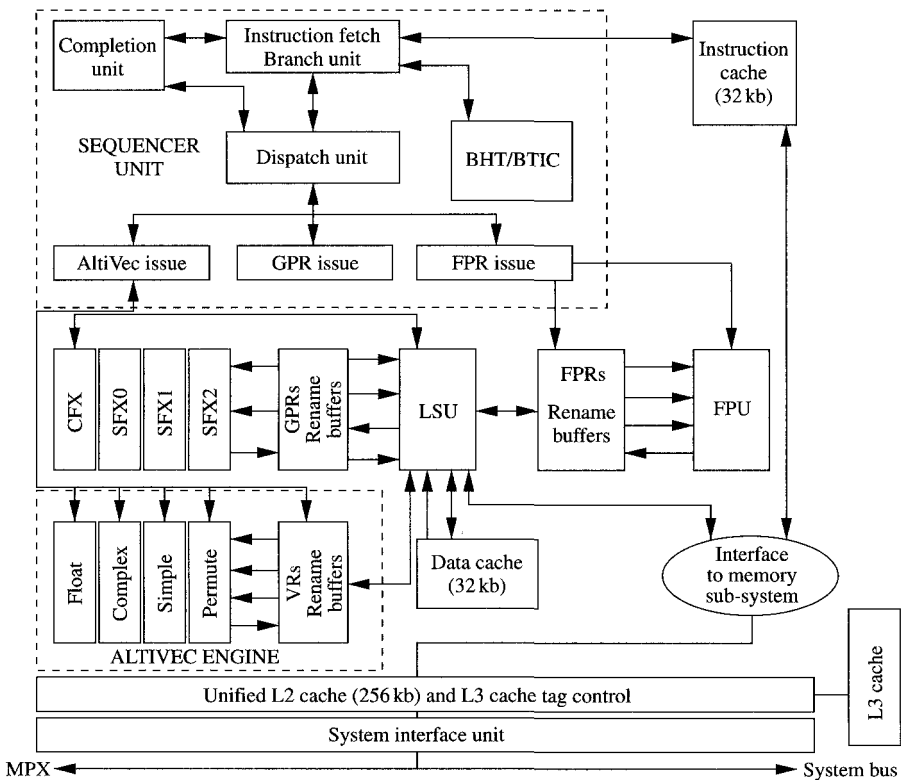 Completion
unit
Instruction fetch
Branch unit
Instruction
cache
(32 kb)
SEQUENCER
UNIT
Dispatch unit
BHT/BTIC
AltiVec issue
GPR issue
FPR issue
CFX
SFX0
SFX1
SFX2
GPRs
Rename
buffers
LSU
FPRs
Rename
buffers
FPU
Float
Complex
Simple
Permute
VRs
Rename
buffers
Data cache
(32 kb)
Interface
to memory
sub-system
ALTIVEC ENGINE
Unified L2 cache (256 kb) and L3 cache tag control
L3 cache
System interface unit
MPX
System bus